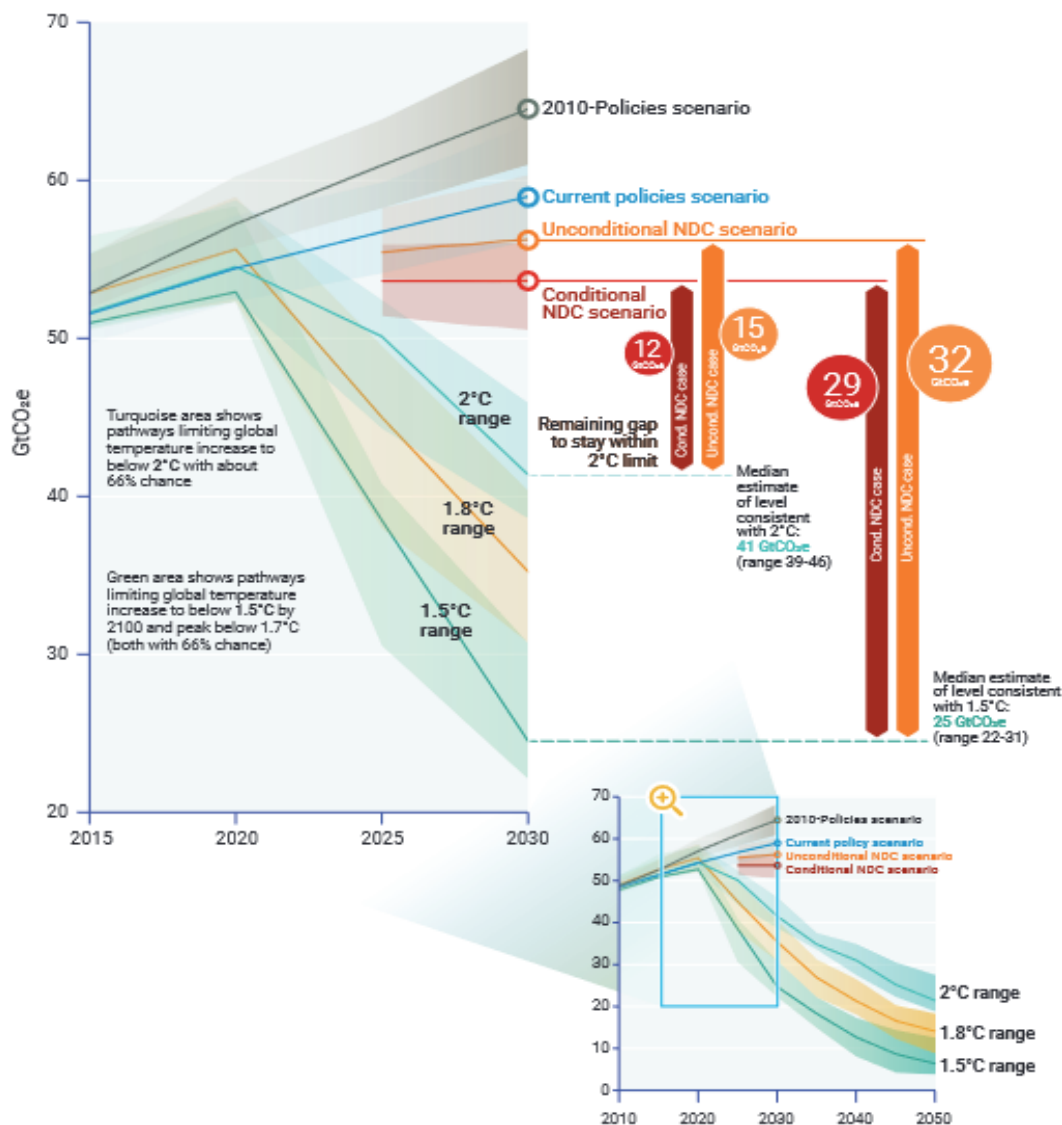 70
60
50
40
30
20
GtCO₂e
2015
2020
2025
2030
2010-Policies scenario
Current policies scenario
Unconditional NDC scenario
Conditional
NDC scenario
2°C
range
1.8°C
range
1.5°C
range
Turquoise area shows
pathways limiting global
temperature increase to
below 2°C with about
66% chance
Green area shows pathways
limiting global temperature
increase to below 1.5°C by
2100 and peak below 1.7°C
(both with 66% chance)
12
GtCO₂e
15
GtCO₂e
29
GtCO₂e
32
GtCO₂e
Cond. NDC case
Uncond. NDC case
Cond. NDC case
Uncond. NDC case
Remaining gap
to stay within
2°C limit
Median
estimate
of level
consistent
with 2°C:
41 GtCO₂e
(range 39-46)
Median estimate
of level consistent
with 1.5°C:
25 GtCO₂e
(range 22-31)
70
60
50
40
30
20
10
0
2010
2020
2030
2040
2050
2010-Policies scenario
Current policy scenario
Unconditional NDC scenario
Conditional NDC scenario
2°C range
1.8°C range
1.5°C range